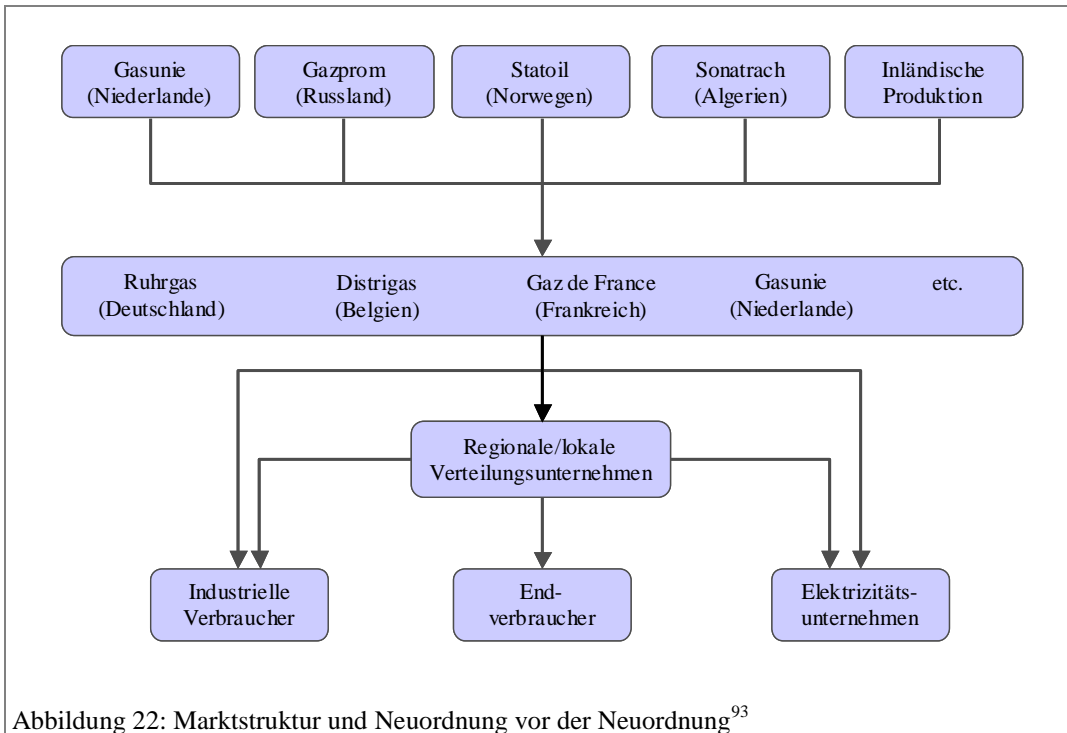 Gasunie
(Niederlande)
Gazprom
(Russland)
Statoil
(Norwegen)
Sonatrach
(Algerien)
Inländische
Produktion
Ruhrgas
(Deutschland)
Distrigas
(Belgien)
Gaz de France
(Frankreich)
Gasunie
(Niederlande)
etc.
Regionale/lokale
Verteilungsunternehmen
Industrielle
Verbraucher
End-
verbraucher
Elektrizitäts-
unternehmen
Abbildung 22: Marktstruktur und Neuordnung vor der Neuordnung93